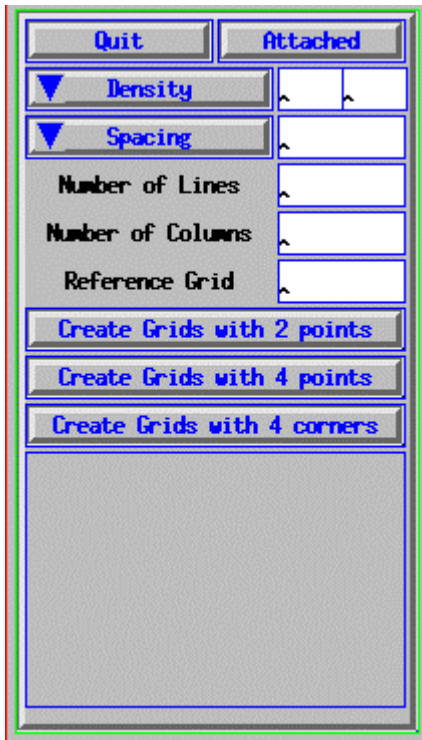 Quit Attached
Density
Spacing
Number of Lines
Number of Columns
Reference Grid
Create Grids with 2 points
Create Grids with 4 points
Create Grids with 4 corners